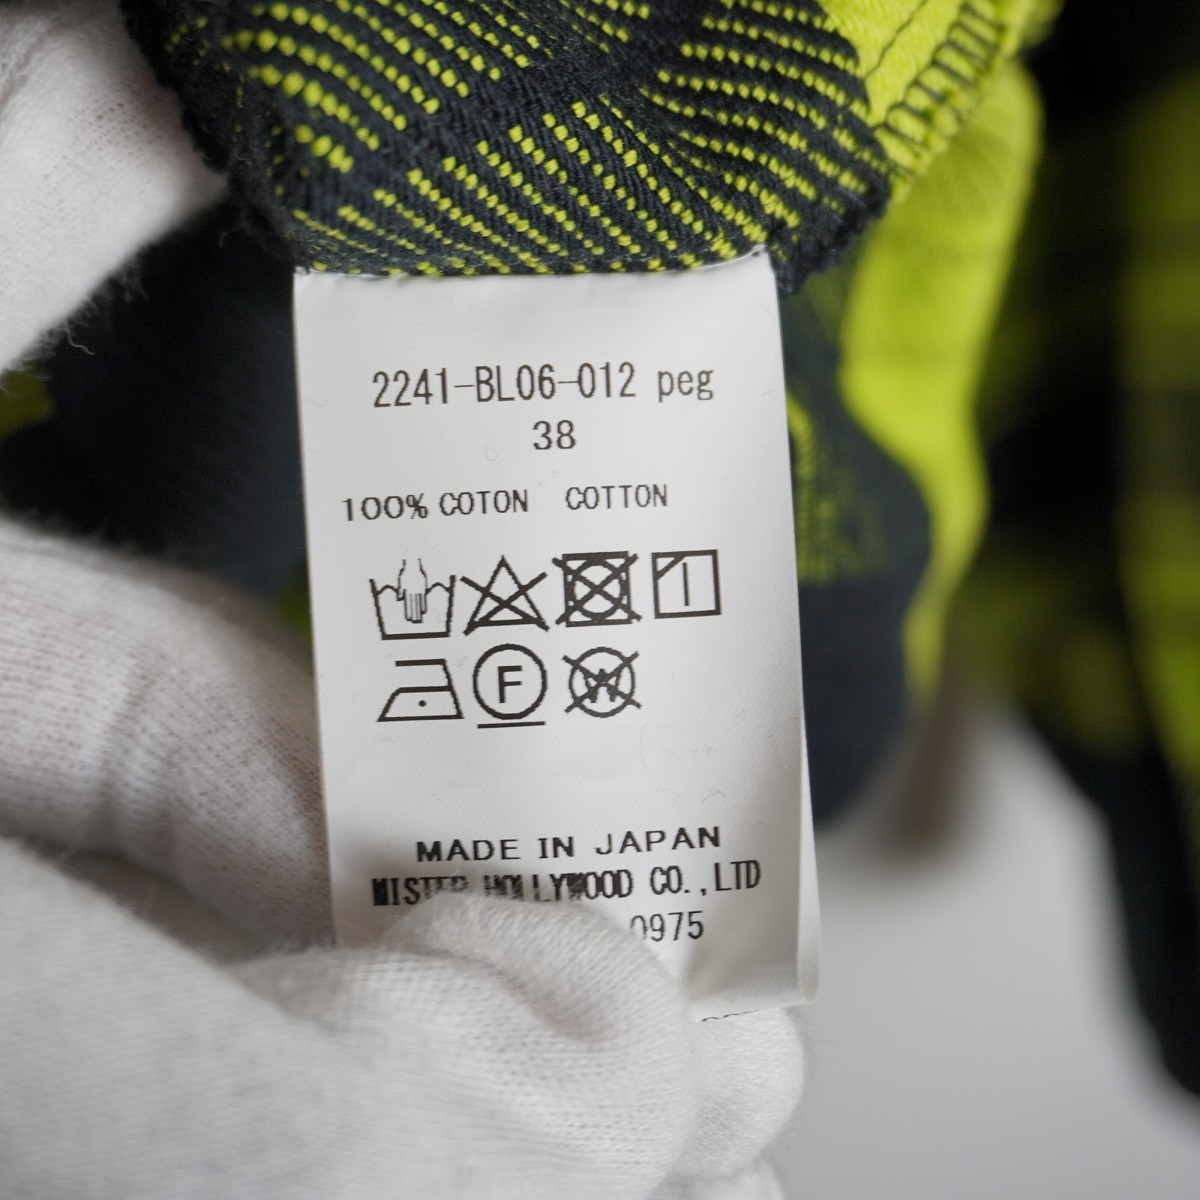 2241-BL06-012 peg
38
100% COTON COTTON
F
W
MADE IN JAPAN
MISTER HOLLYWOOD CO.,LTD
0975